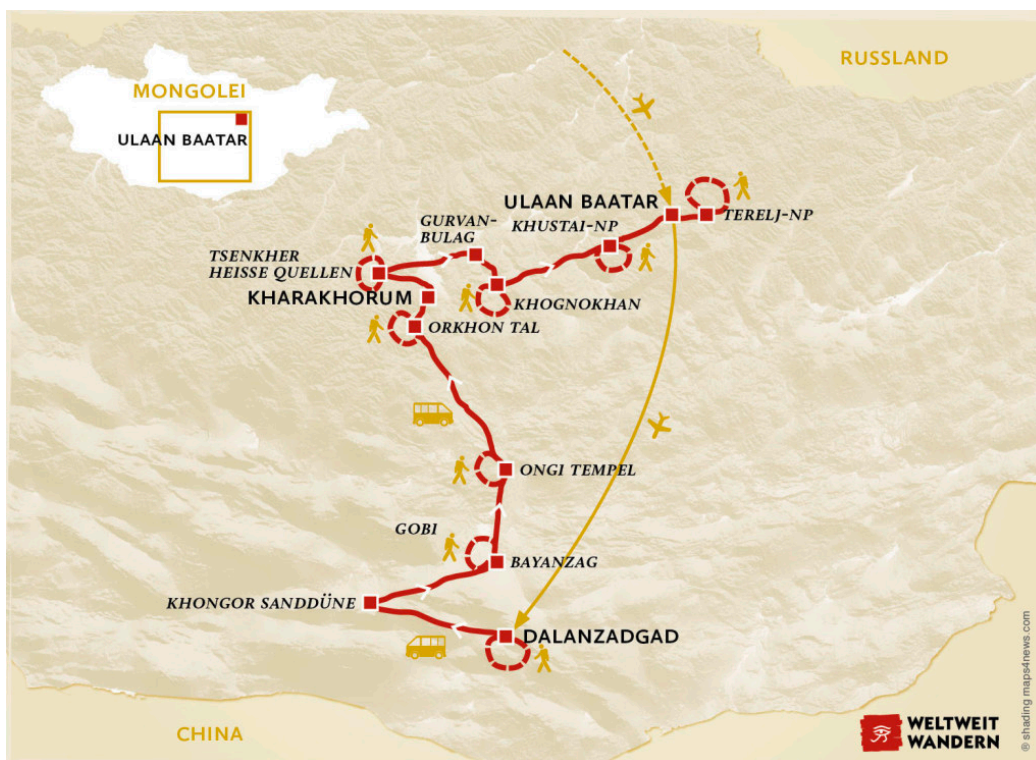 RUSSLAND
MONGOLEI
ULAAN BAATAR
ULAAN BAATAR
TERELJ-NP
KHUSTAI-NP
GURVAN-
BULAG
TSENKHER
HEISSE QUELLEN
KHARAKHORUM
KHOGNOKHAN
ORKHON TAL
ONGI TEMPEL
GOBI
BAYANZAG
KHONGOR SANDDÜNE
DALANZADGAD
CHINA
WELTWEIT
WANDERN
® shading maps4news.com